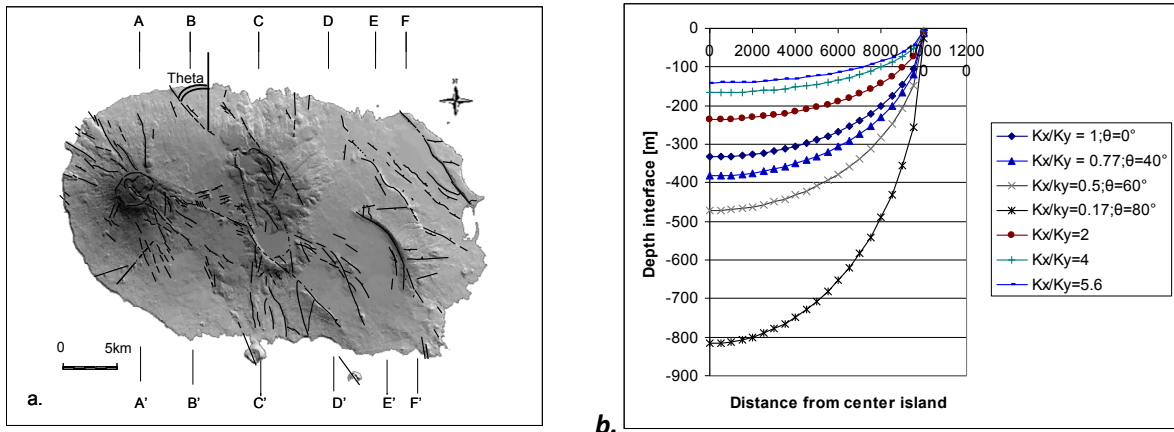 A B C D E F
Theta
N
0 5km
a.
A' B' C' D' E' F'
0 2000 4000 6000 8000 1000 0 1200 0
0
-100
-200
-300
-400
-500
-600
-700
-800
-900
Depth interface [m]
Distance from center island
Kx/Ky = 1;θ=0°
Kx/Ky = 0.77;θ=40°
Kx/ky=0.5;θ=60°
Kx/ky=0.17;θ=80°
Kx/Ky=2
Kx/Ky=4
Kx/Ky=5.6
b.